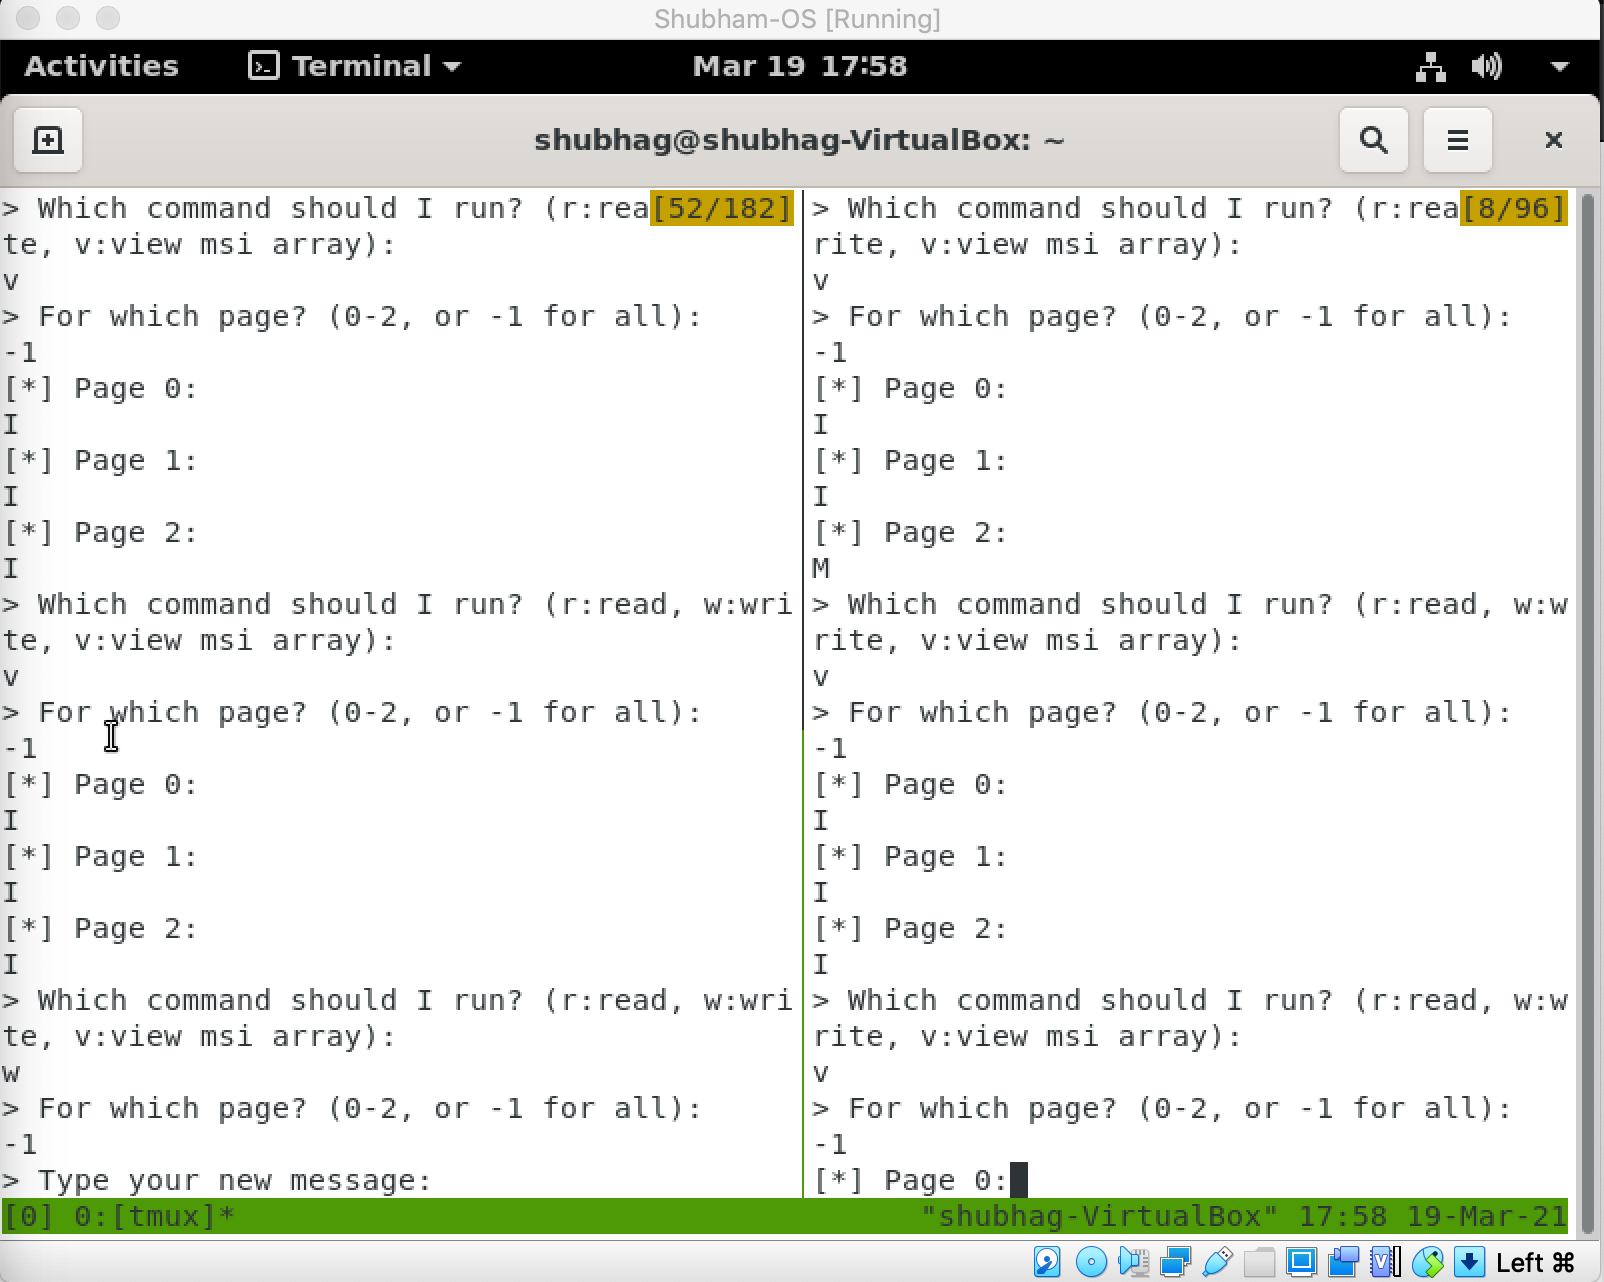 Shubham-OS [Running]
Activities Terminal Mar 19 17:58
shubhag@shubhag-VirtualBox: ~
> Which command should I run? (r:rea[52/182]
te, v:view msi array):
v
> For which page? (0-2, or -1 for all):
-1
[*] Page 0:
I
[*] Page 1:
I
[*] Page 2:
I
> Which command should I run? (r:read, w:wri
te, v:view msi array):
v
> For which page? (0-2, or -1 for all):
-1
[*] Page 0:
I
[*] Page 1:
I
[*] Page 2:
I
> Which command should I run? (r:read, w:wri
te, v:view msi array):
w
> For which page? (0-2, or -1 for all):
-1
> Type your new message:
> Which command should I run? (r:rea[8/96]
rite, v:view msi array):
v
> For which page? (0-2, or -1 for all):
-1
[*] Page 0:
I
[*] Page 1:
I
[*] Page 2:
M
> Which command should I run? (r:read, w:w
rite, v:view msi array):
v
> For which page? (0-2, or -1 for all):
-1
[*] Page 0:
I
[*] Page 1:
I
[*] Page 2:
I
> Which command should I run? (r:read, w:w
rite, v:view msi array):
v
> For which page? (0-2, or -1 for all):
-1
[*] Page 0:
[0] 0:[tmux]* "shubhag-VirtualBox" 17:58 19-Mar-21
Left ⌘